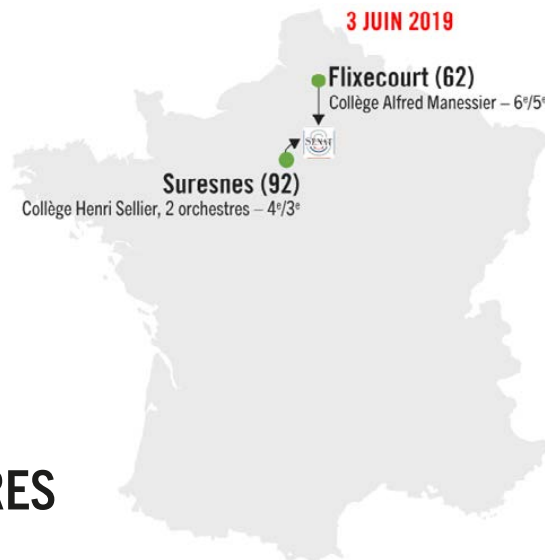 3 JUIN 2019
Flixecourt (62)
Collège Alfred Manessier – 6ᵉ/5ᵉ
SÉNAT
Suresnes (92)
Collège Henri Sellier, 2 orchestres – 4ᵉ/3ᵉ
RES